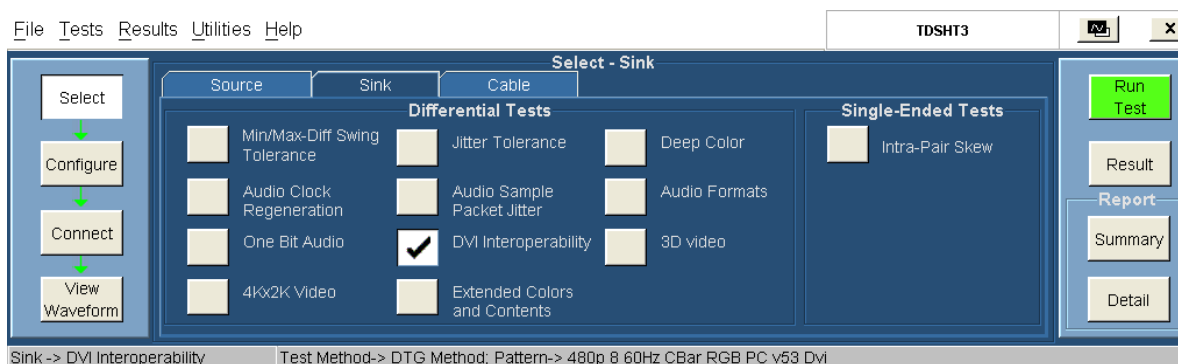 File Tests Results Utilities Help
TDSHT3
X
Select - Sink
Select
Configure
Connect
View
Waveform
Source Sink Cable
Differential Tests
Min/Max-Diff Swing
Tolerance
Jitter Tolerance
Deep Color
Audio Clock
Regeneration
Audio Sample
Packet Jitter
Audio Formats
One Bit Audio
DVI Interoperability
3D video
4Kx2K Video
Extended Colors
and Contents
Single-Ended Tests
Intra-Pair Skew
Run
Test
Result
Report
Summary
Detail
Sink -> DVI Interoperability
Test Method-> DTG Method; Pattern-> 480p 8 60Hz CBar RGB PC v53 Dvi